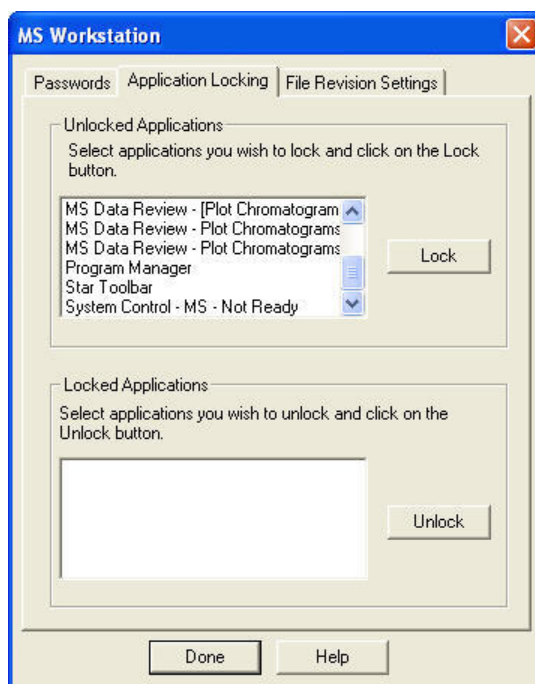 MS Workstation
Passwords Application Locking File Revision Settings
Unlocked Applications
Select applications you wish to lock and click on the Lock
button.
MS Data Review - [Plot Chromatogram
MS Data Review - Plot Chromatograms
MS Data Review - Plot Chromatograms
Program Manager
Star Toolbar
System Control - MS - Not Ready
Lock
Locked Applications
Select applications you wish to unlock and click on the
Unlock button.
Unlock
Done Help